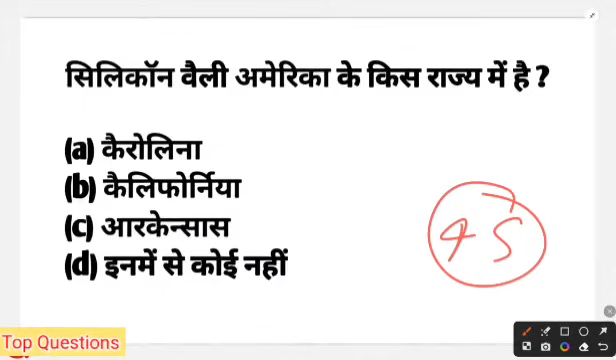 सिलिकॉन वैली अमेरिका के किस राज्य में है ?
(a) कैरोलिना
(b) कैलिफोर्निया
(c) आरकेन्सास
(d) इनमें से कोई नहीं
45
Top Questions